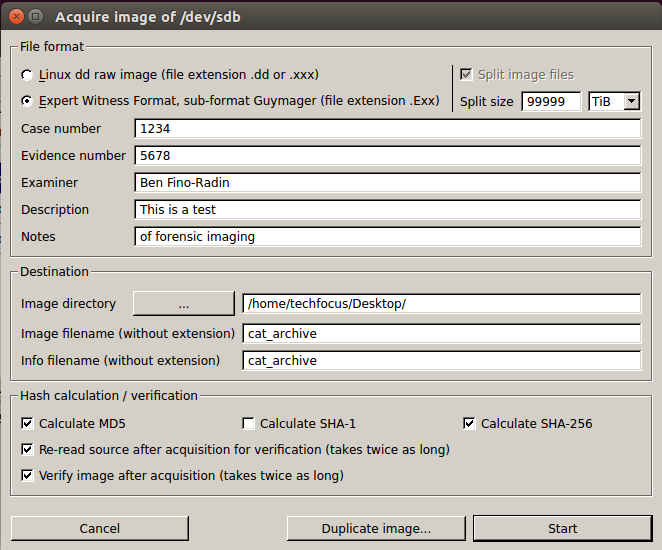 Acquire image of /dev/sdb
File format
Linux dd raw image (file extension .dd or .xxx)
Split image files
Expert Witness Format, sub-format Guymager (file extension .Exx)
Split size 99999 TiB
Case number 1234
Evidence number 5678
Examiner Ben Fino-Radin
Description This is a test
Notes of forensic imaging
Destination
Image directory ... /home/techfocus/Desktop/
Image filename (without extension) cat_archive
Info filename (without extension) cat_archive
Hash calculation / verification
Calculate MD5 Calculate SHA-1 Calculate SHA-256
Re-read source after acquisition for verification (takes twice as long)
Verify image after acquisition (takes twice as long)
Cancel Duplicate image... Start